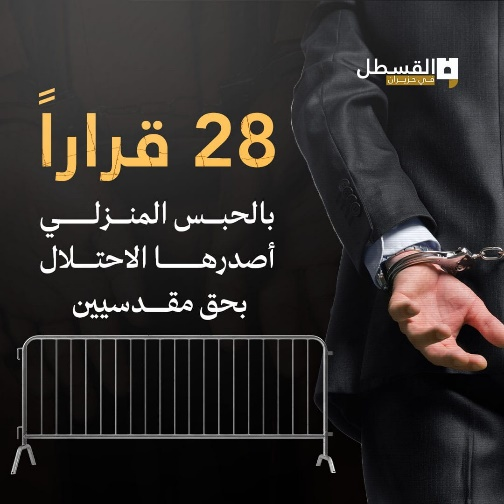 القسطل
في حزيران
28 قراراً
بالحبس المنزلي
أصدرها الاحتلال
بحق مقدسيين